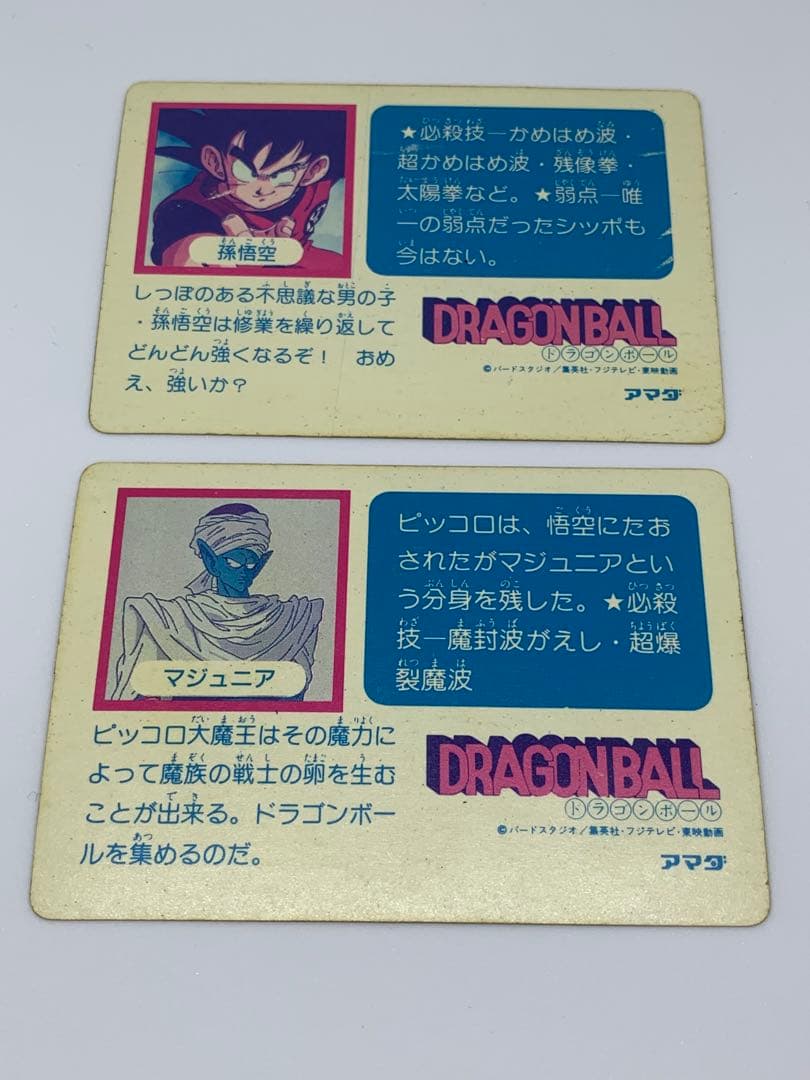 孫悟空
★必殺技―かめはめ波・
超かめはめ波・残像拳・
太陽拳など。★弱点―唯
一の弱点だったシッポも
今はない。
しっぽのある不思議な男の子
・孫悟空は修業を繰り返して
どんどん強くなるぞ! おめ
え、強いか?
DRAGONBALL
ドラゴンボール
©バードスタジオ/集英社・フジテレビ・東映動画
アマダ
マジュニア
ピッコロは、悟空にたお
されたがマジュニアとい
う分身を残した。★必殺
技―魔封波がえし・超爆
裂魔波
ピッコロ大魔王はその魔力に
よって魔族の戦士の卵を生む
ことが出来る。ドラゴンボー
ルを集めるのだ。
DRAGONBALL
ドラゴンボール
©バードスタジオ/集英社・フジテレビ・東映動画
アマダ